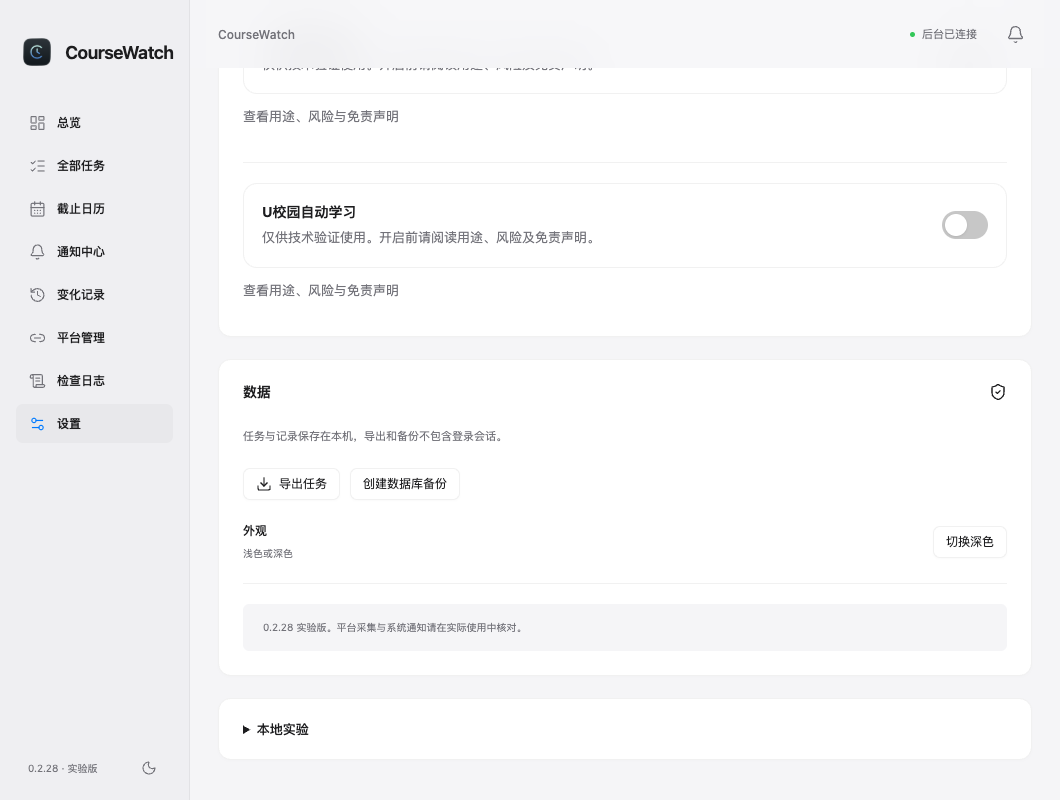 CourseWatch
总览
全部任务
截止日历
通知中心
变化记录
平台管理
检查日志
设置
0.2.28 · 实验版
CourseWatch
后台已连接
查看用途、风险与免责声明
U校园自动学习
仅供技术验证使用。开启前请阅读用途、风险及免责声明。
查看用途、风险与免责声明
数据
任务与记录保存在本机，导出和备份不包含登录会话。
导出任务
创建数据库备份
外观
浅色或深色
切换深色
0.2.28 实验版。平台采集与系统通知请在实际使用中核对。
本地实验